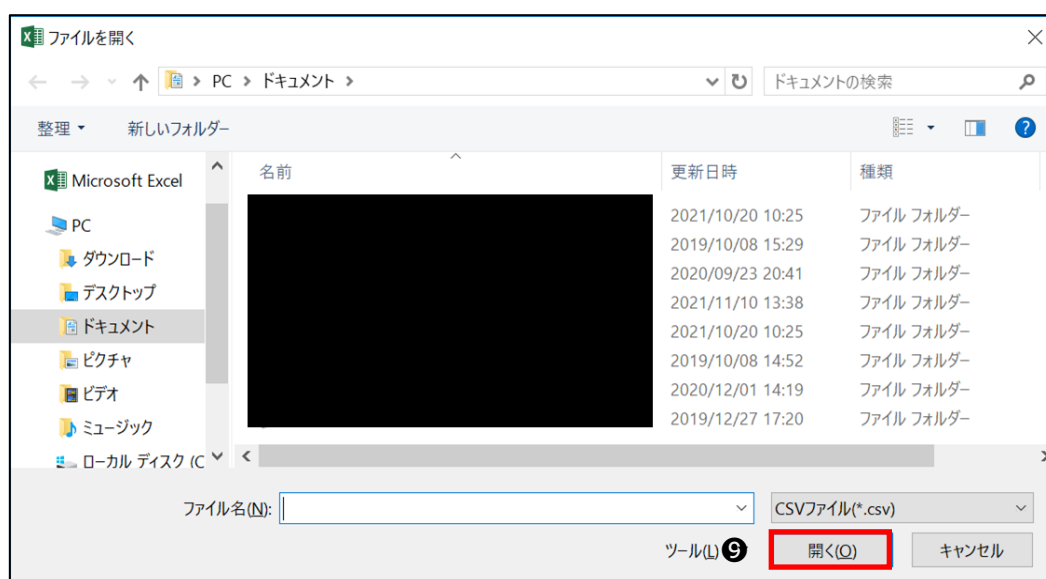 ファイルを開く
PC > ドキュメント >
ドキュメントの検索
整理
新しいフォルダー
名前
更新日時
種類
Microsoft Excel
PC
ダウンロード
デスクトップ
ドキュメント
ピクチャ
ビデオ
ミュージック
ローカル ディスク (C
2021/10/20 10:25 ファイル フォルダー
2019/10/08 15:29 ファイル フォルダー
2020/09/23 20:41 ファイル フォルダー
2021/11/10 13:38 ファイル フォルダー
2021/10/20 10:25 ファイル フォルダー
2019/10/08 14:52 ファイル フォルダー
2020/12/01 14:19 ファイル フォルダー
2019/12/27 17:20 ファイル フォルダー
ファイル名(N):
CSVファイル(*.csv)
ツール(L) ❾ 開く(O) キャンセル